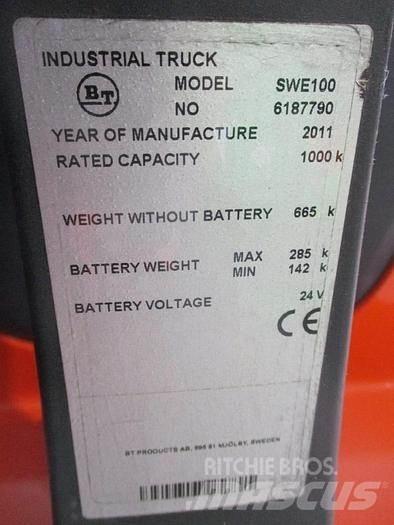 INDUSTRIAL TRUCK
BT
MODEL SWE100
NO 6187790
YEAR OF MANUFACTURE 2011
RATED CAPACITY 1000 k
WEIGHT WITHOUT BATTERY 665 k
BATTERY WEIGHT MAX 285 k
MIN 142 k
BATTERY VOLTAGE 24 V
CE
BT PRODUCTS AB, 595 81 MJÖLBY, SWEDEN
RITCHIE BROS.
MASCUS